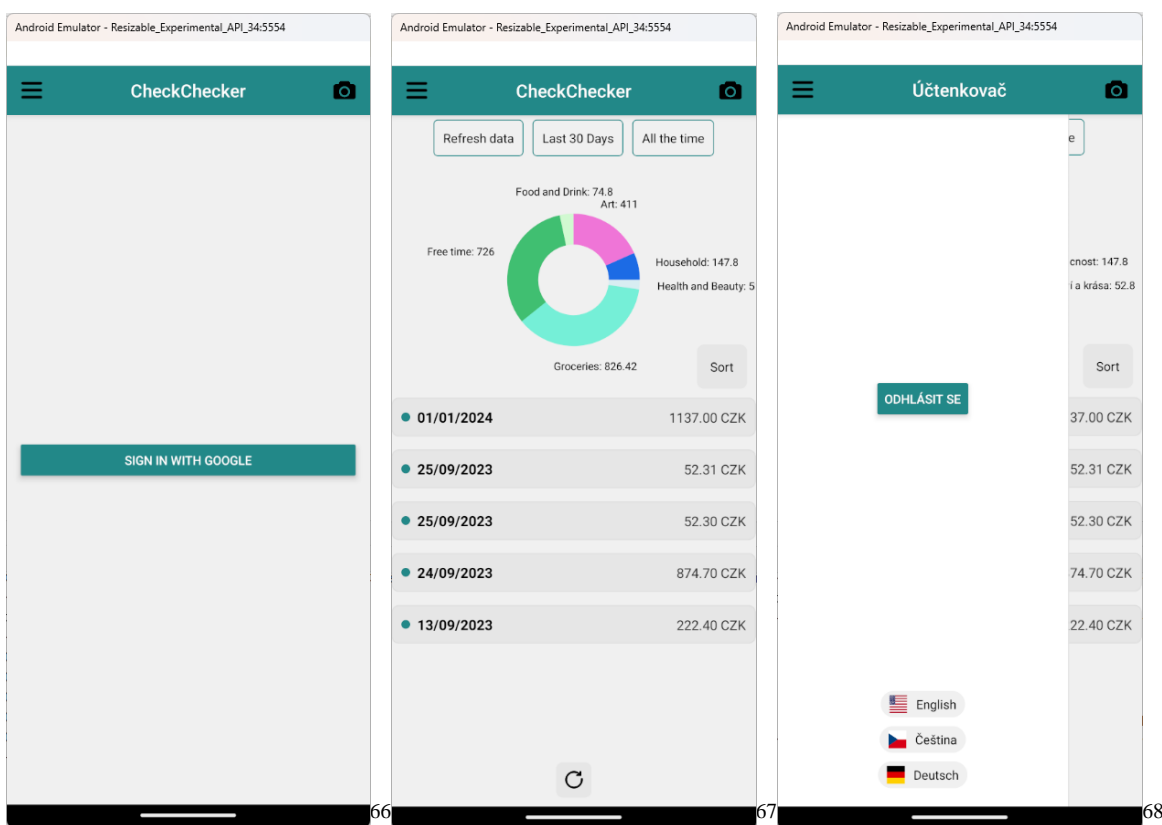 Android Emulator - Resizable_Experimental_API_34:5554
CheckChecker
SIGN IN WITH GOOGLE
66
Android Emulator - Resizable_Experimental_API_34:5554
CheckChecker
Refresh data
Last 30 Days
All the time
Food and Drink: 74.8
Art: 411
Free time: 726
Household: 147.8
Health and Beauty: 5
Groceries: 826.42
Sort
01/01/2024 1137.00 CZK
25/09/2023 52.31 CZK
25/09/2023 52.30 CZK
24/09/2023 874.70 CZK
13/09/2023 222.40 CZK
67
Android Emulator - Resizable_Experimental_API_34:5554
Účtenkovač
e
cnost: 147.8
í a krása: 52.8
Sort
ODHLÁSIT SE
37.00 CZK
52.31 CZK
52.30 CZK
74.70 CZK
22.40 CZK
English
Čeština
Deutsch
68